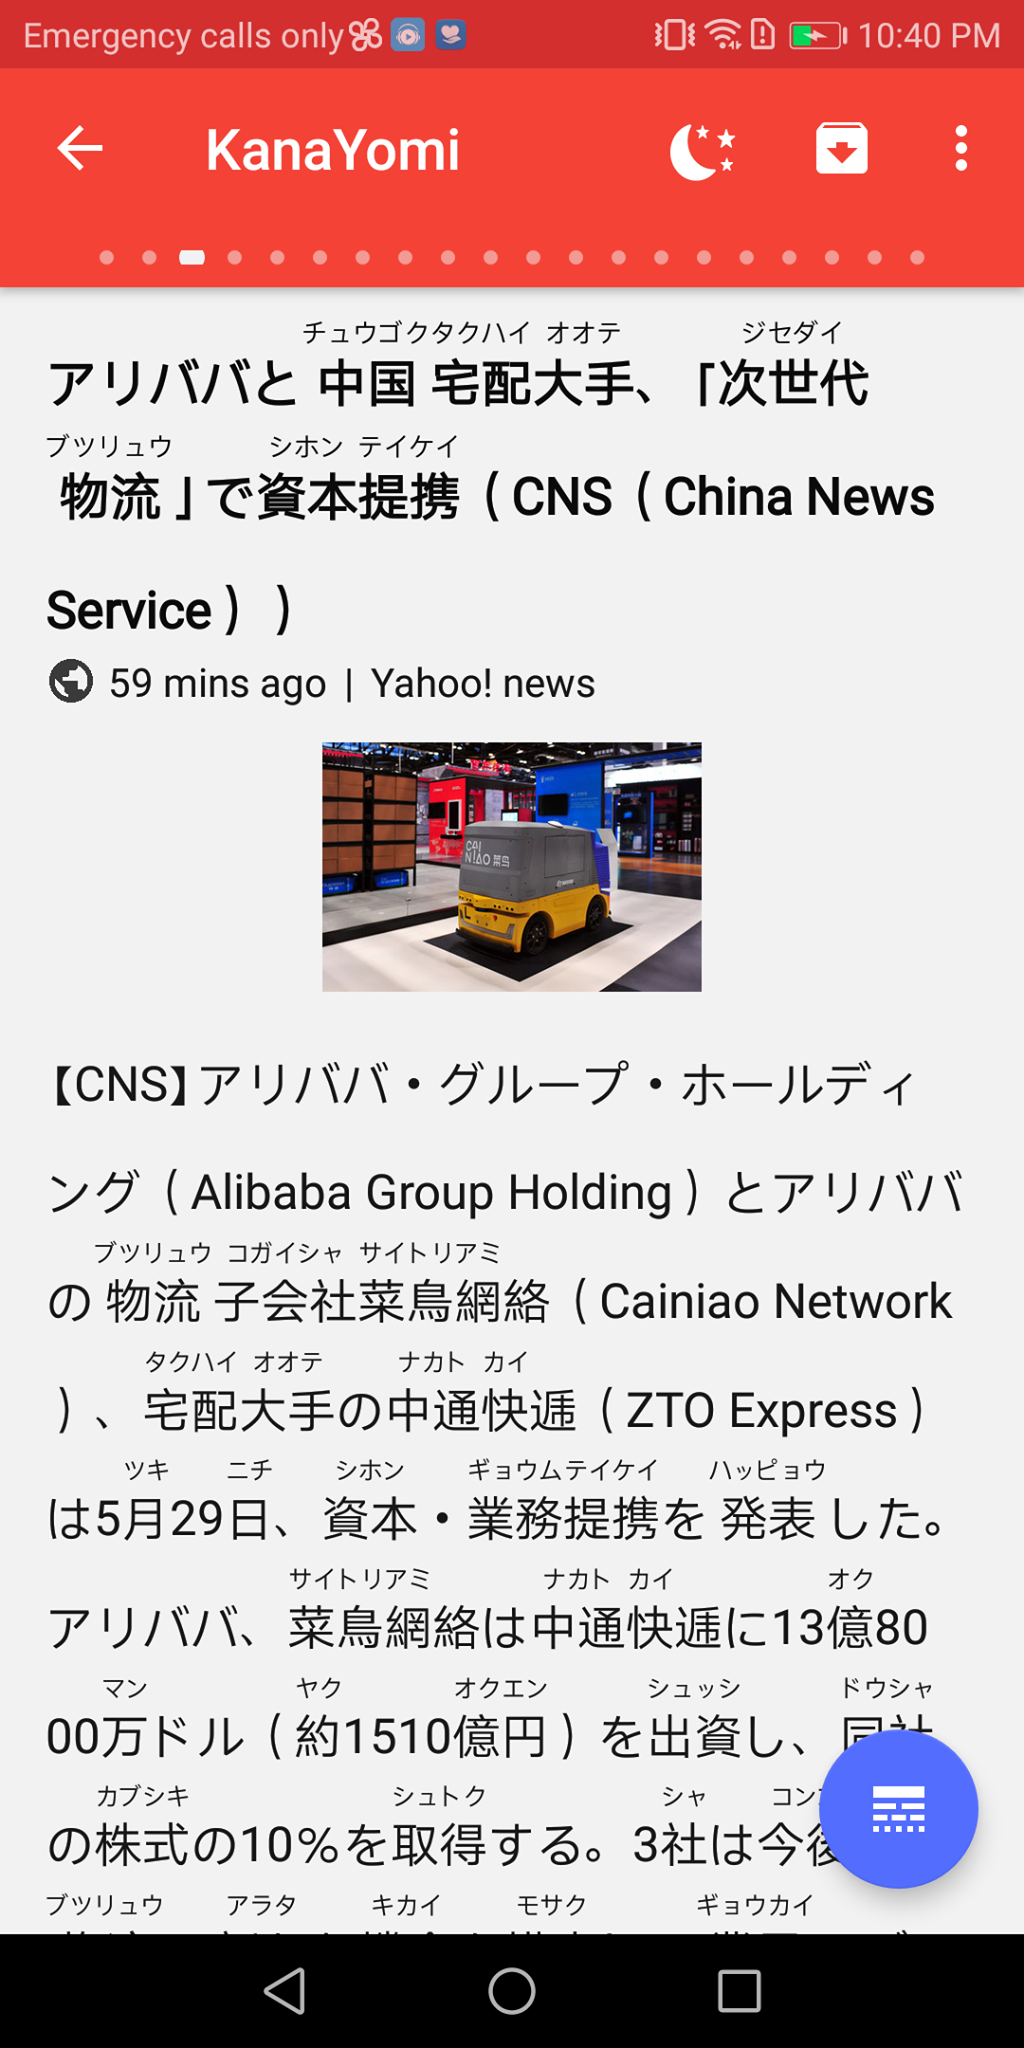 Emergency calls only
10:40 PM
KanaYomi
チュウゴクタクハイ オオテ ジセダイ
アリババと 中国 宅配大手、「次世代
ブツリュウ シホン テイケイ
物流」で資本提携（CNS（China News
Service））
59 mins ago | Yahoo! news
CAI
NIAO 菜鸟
【CNS】アリババ・グループ・ホールディ
ング（Alibaba Group Holding）とアリババ
ブツリュウ コガイシャ サイトリアミ
の 物流 子会社菜鳥網絡（Cainiao Network
タクハイ オオテ ナカト カイ
）、宅配大手の中通快逓（ZTO Express）
ツキ ニチ シホン ギョウムテイケイ ハッピョウ
は5月29日、資本・業務提携を 発表 した。
サイトリアミ ナカト カイ オク
アリババ、菜鳥網絡は中通快逓に13億80
マン ヤク オクエン シュッシ ドウシャ
00万ドル（約1510億円）を出資し、同社
カブシキ シュトク シャ コン
の株式の10％を取得する。3社は今後
ブツリュウ アラタ キカイ モサク ギョウカイ